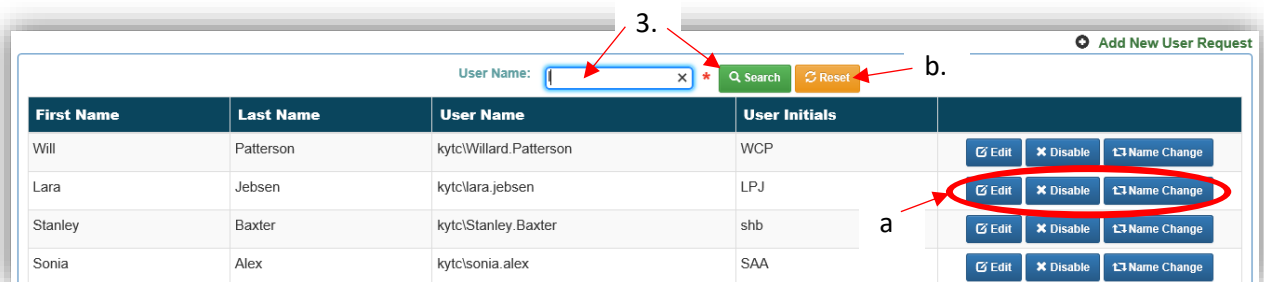 3.
Add New User Request
User Name: * Search Reset b.
First Name Last Name User Name User Initials
Will Patterson kytc\Willard.Patterson WCP Edit Disable Name Change
Lara Jebsen kytc\lara.jebsen LPJ Edit Disable Name Change
a
Stanley Baxter kytc\Stanley.Baxter shb Edit Disable Name Change
Sonia Alex kytc\sonia.alex SAA Edit Disable Name Change